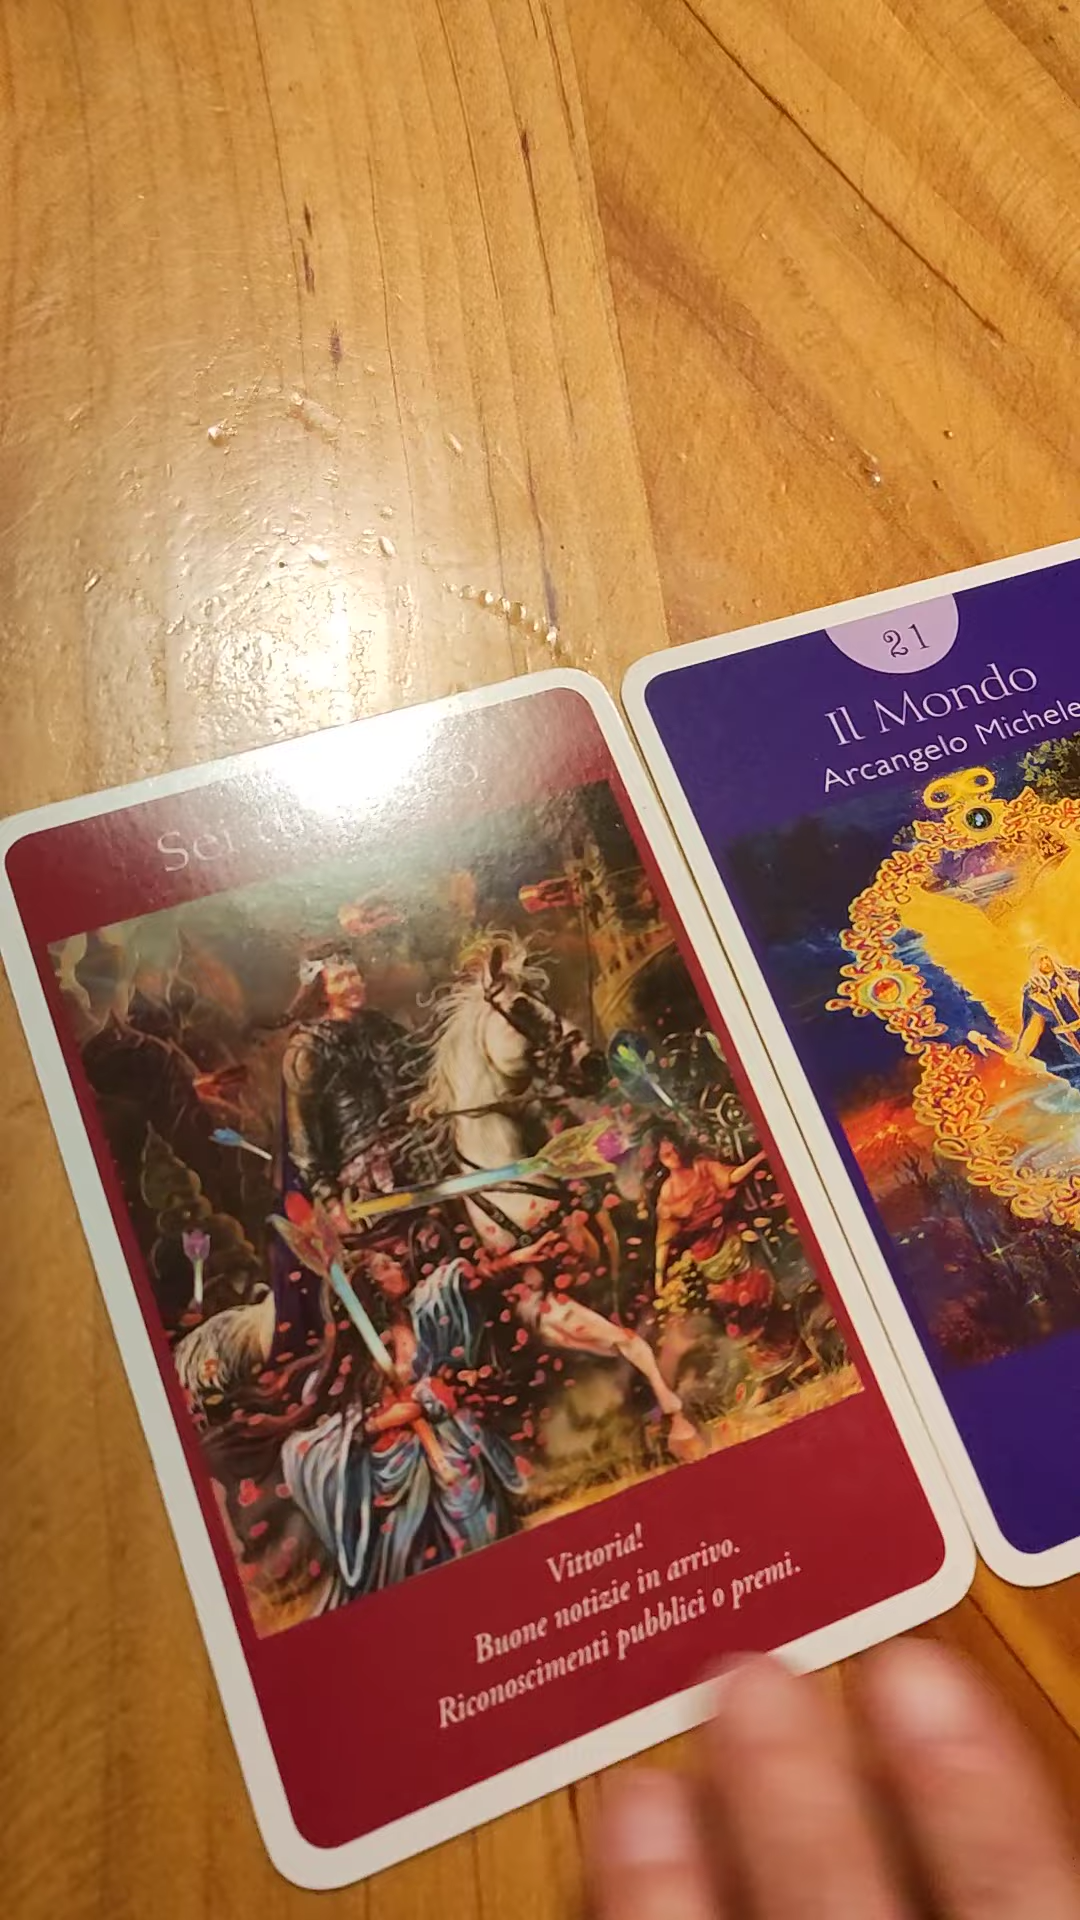 Vittoria!
Buone notizie in arrivo.
Riconoscimenti pubblici o premi.
21
Il Mondo
Arcangelo Michele